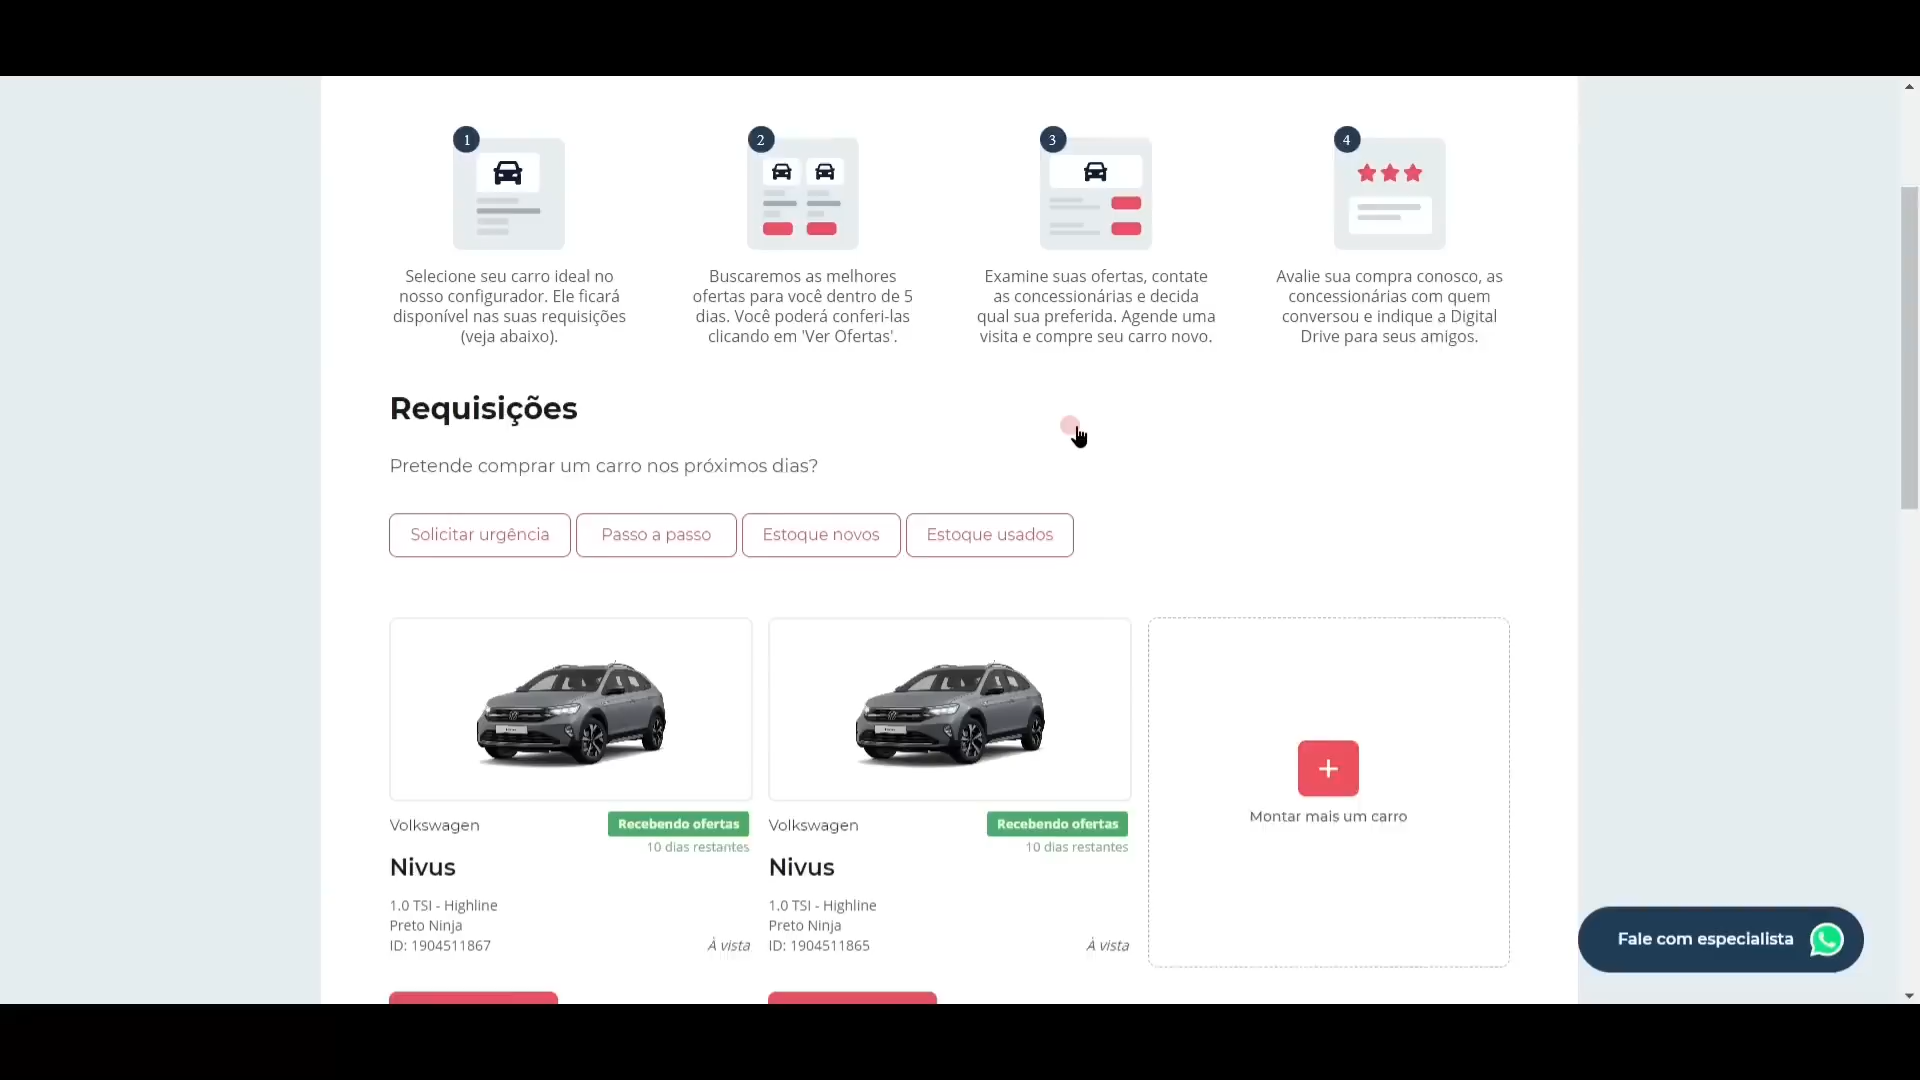 1
2
3
4
Selecione seu carro ideal no
nosso configurador. Ele ficará
disponível nas suas requisições
(veja abaixo).
Buscaremos as melhores
ofertas para você dentro de 5
dias. Você poderá conferi-las
clicando em 'Ver Ofertas'.
Examine suas ofertas, contate
as concessionárias e decida
qual sua preferida. Agende uma
visita e compre seu carro novo.
Avalie sua compra conosco, as
concessionárias com quem
conversou e indique a Digital
Drive para seus amigos.
Requisições
Pretende comprar um carro nos próximos dias?
Solicitar urgência
Passo a passo
Estoque novos
Estoque usados
Volkswagen
Recebendo ofertas
10 dias restantes
Nivus
1.0 TSI - Highline
Preto Ninja
ID: 1904511867
À vista
Volkswagen
Recebendo ofertas
10 dias restantes
Nivus
1.0 TSI - Highline
Preto Ninja
ID: 1904511865
À vista
+
Montar mais um carro
Fale com especialista